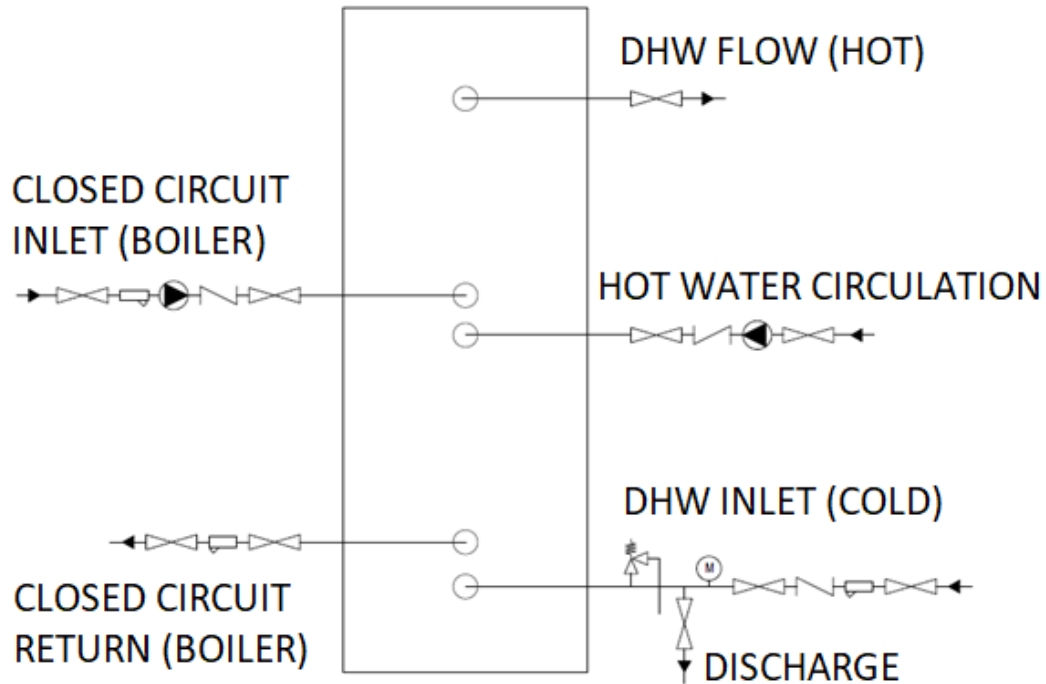 DHW FLOW (HOT)
CLOSED CIRCUIT
INLET (BOILER)
HOT WATER CIRCULATION
DHW INLET (COLD)
M
CLOSED CIRCUIT
RETURN (BOILER)
DISCHARGE